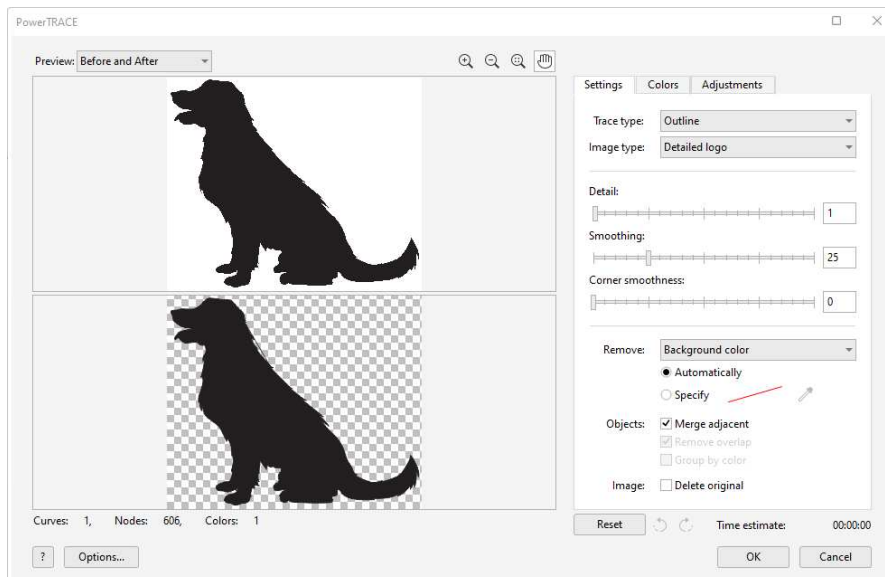 PowerTRACE
Preview: Before and After
Settings Colors Adjustments
Trace type: Outline
Image type: Detailed logo
Detail:
1
Smoothing:
25
Corner smoothness:
0
Remove: Background color
Automatically
Specify
Objects: Merge adjacent
Remove overlap
Group by color
Image: Delete original
Curves: 1, Nodes: 606, Colors: 1
Reset Time estimate: 00:00:00
? Options... OK Cancel